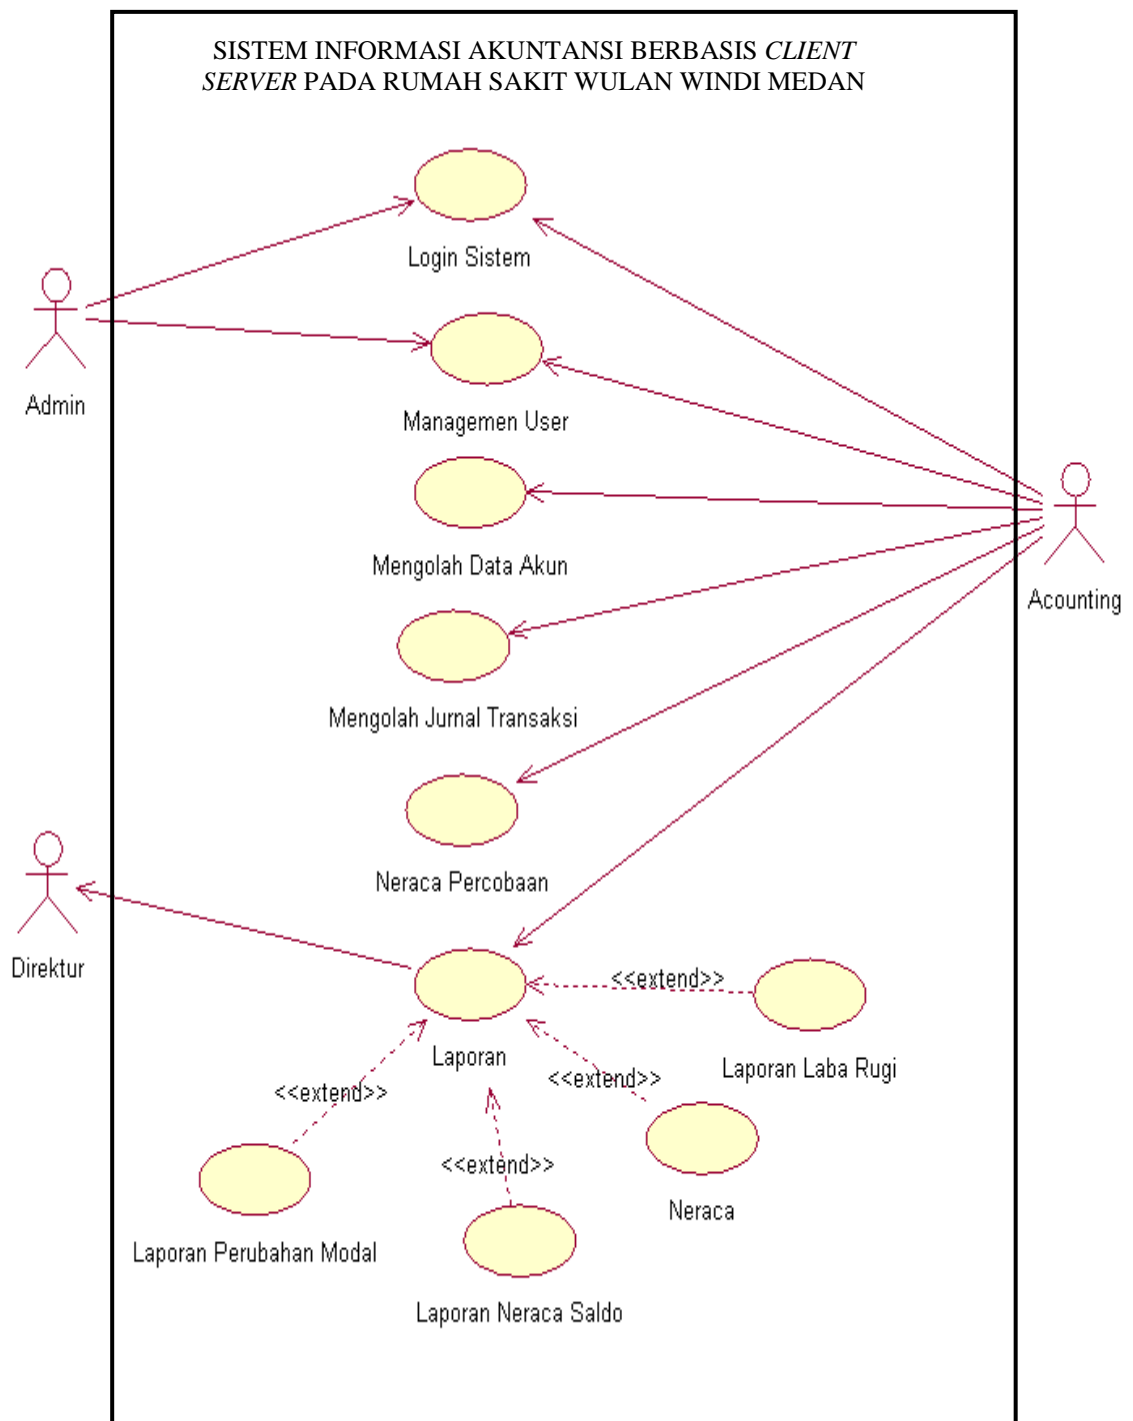 SISTEM INFORMASI AKUNTANSI BERBASIS CLIENT
SERVER PADA RUMAH SAKIT WULAN WINDI MEDAN
Login Sistem
Admin
Managemen User
Mengolah Data Akun
Acounting
Mengolah Jurnal Transaksi
Neraca Percobaan
Direktur
Laporan
<<extend>>
Laporan Laba Rugi
<<extend>>
Neraca
<<extend>>
Laporan Perubahan Modal
<<extend>>
Laporan Neraca Saldo